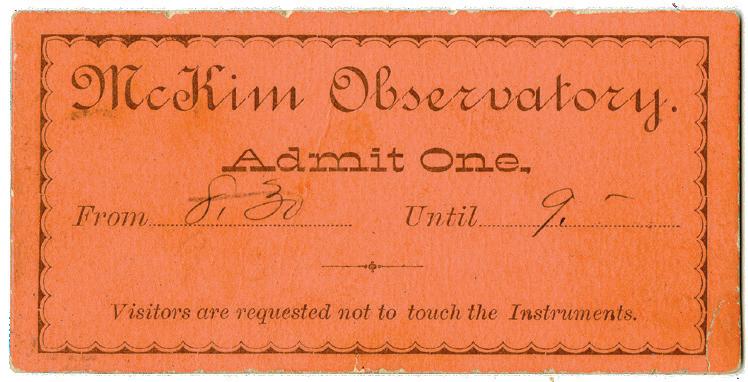 McKim Observatory.
Admit One,
From 8.30 Until 9.-
Visitors are requested not to touch the Instruments.